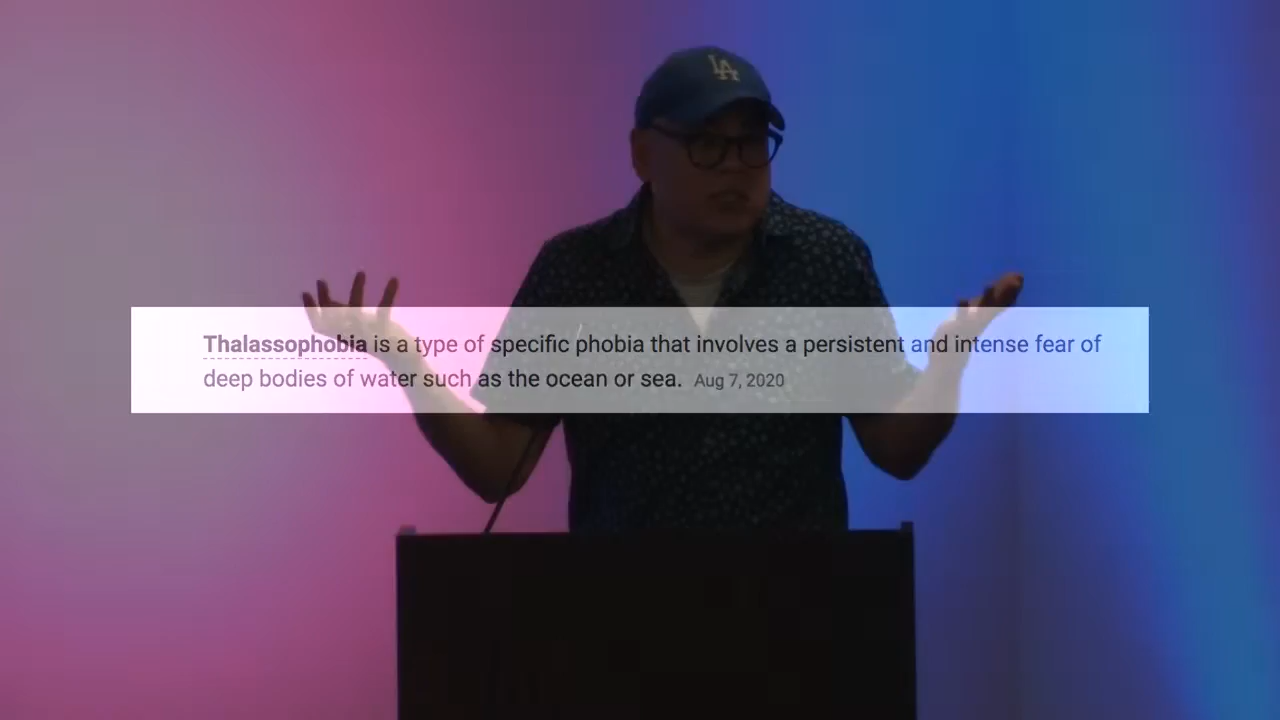 LA
Thalassophobia is a type of specific phobia that involves a persistent and intense fear of
deep bodies of water such as the ocean or sea. Aug 7, 2020